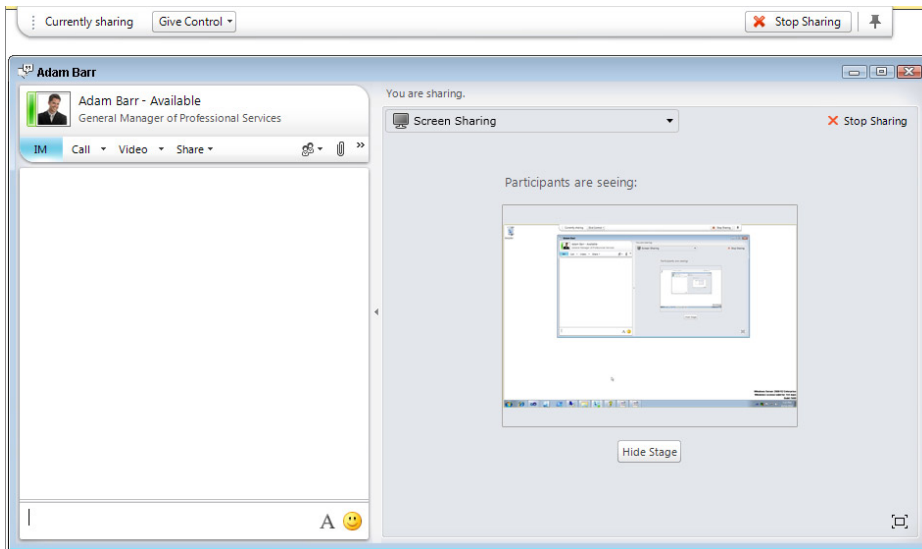 Currently sharing Give Control Stop Sharing
Adam Barr
Adam Barr - Available
General Manager of Professional Services
IM Call Video Share
You are sharing.
Screen Sharing Stop Sharing
Participants are seeing:
Hide Stage
A